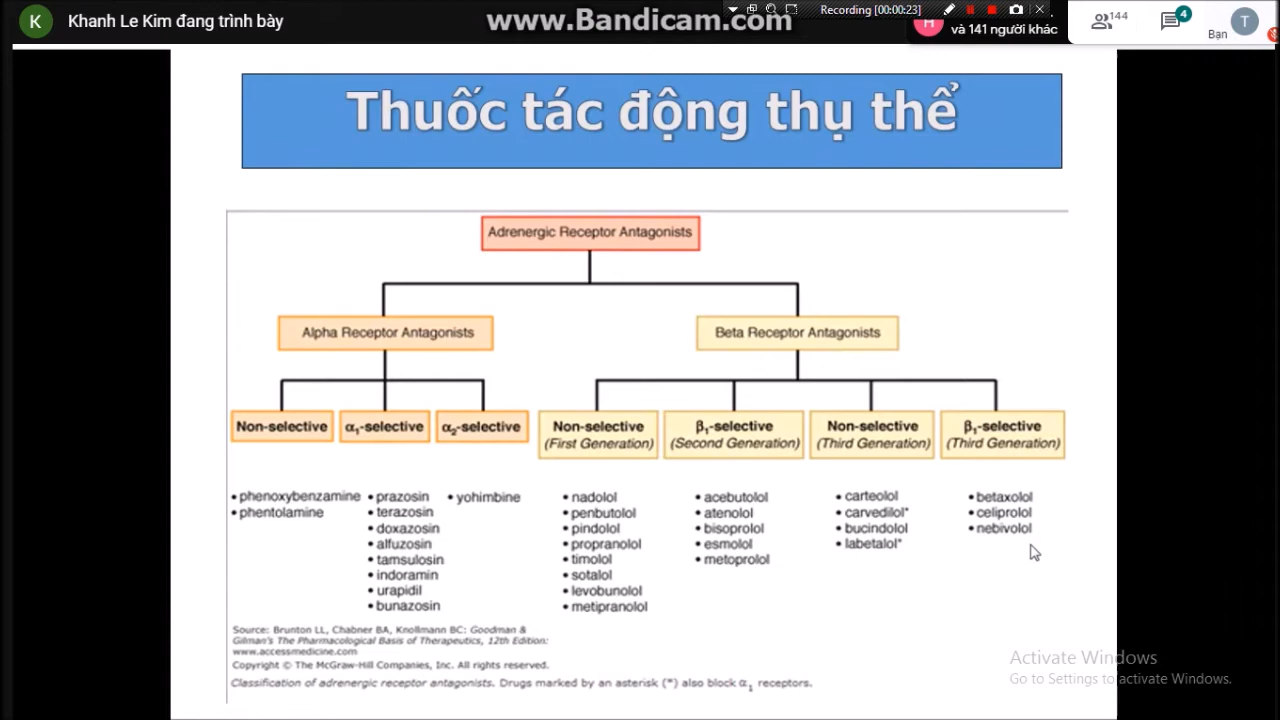 Khanh Le Kim đang trình bày
www.Bandicam.com
Recording [00:00:23]
H
và 141 người khác
144
4
Bạn
T
K
Thuốc tác động thụ thể
Adrenergic Receptor Antagonists
Alpha Receptor Antagonists
Beta Receptor Antagonists
Non-selective
α1-selective
α2-selective
Non-selective
(First Generation)
β1-selective
(Second Generation)
Non-selective
(Third Generation)
β1-selective
(Third Generation)
• phenoxybenzamine
• phentolamine
• prazosin
• terazosin
• doxazosin
• alfuzosin
• tamsulosin
• indoramin
• urapidil
• bunazosin
• yohimbine
• nadolol
• penbutolol
• pindolol
• propranolol
• timolol
• sotalol
• levobunolol
• metipranolol
• acebutolol
• atenolol
• bisoprolol
• esmolol
• metoprolol
• carteolol
• carvedilol*
• bucindolol
• labetalol*
• betaxolol
• celiprolol
• nebivolol
Source: Brunton LL, Chabner BA, Knollmann BC: Goodman &
Gilman's The Pharmacological Basis of Therapeutics, 12th Edition:
www.accessmedicine.com
Copyright © The McGraw-Hill Companies, Inc. All rights reserved.
Classification of adrenergic receptor antagonists. Drugs marked by an asterisk (*) also block α1 receptors.
Activate Windows
Go to Settings to activate Windows.